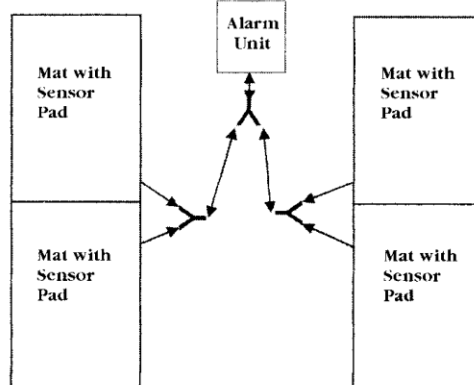 Alarm
Unit
Mat with
Sensor
Pad
Mat with
Sensor
Pad
Mat with
Sensor
Pad
Mat with
Sensor
Pad